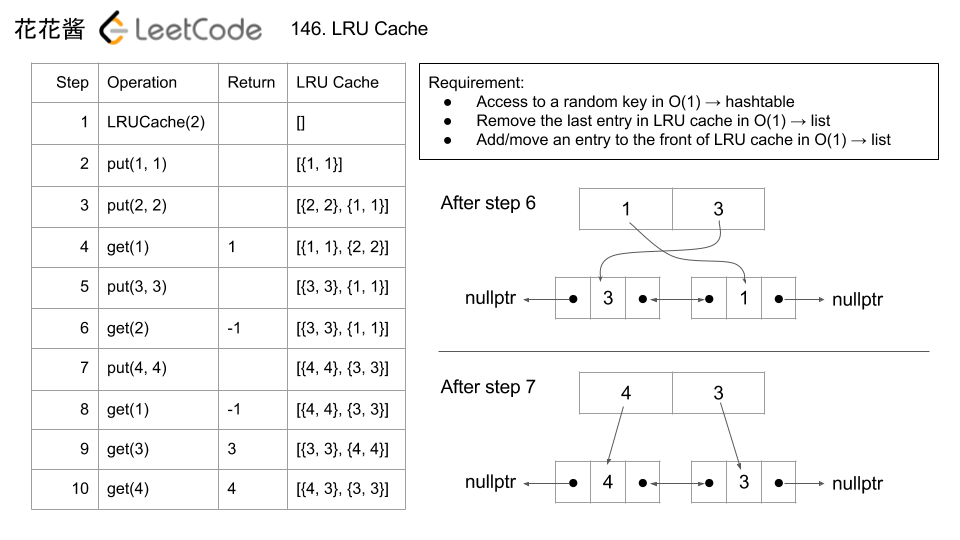 花花酱 LeetCode 146. LRU Cache
Step Operation Return LRU Cache
1 LRUCache(2) []
2 put(1, 1) [{1, 1}]
3 put(2, 2) [{2, 2}, {1, 1}]
4 get(1) 1 [{1, 1}, {2, 2}]
5 put(3, 3) [{3, 3}, {1, 1}]
6 get(2) -1 [{3, 3}, {1, 1}]
7 put(4, 4) [{4, 4}, {3, 3}]
8 get(1) -1 [{4, 4}, {3, 3}]
9 get(3) 3 [{3, 3}, {4, 4}]
10 get(4) 4 [{4, 3}, {3, 3}]
Requirement:
● Access to a random key in O(1) → hashtable
● Remove the last entry in LRU cache in O(1) → list
● Add/move an entry to the front of LRU cache in O(1) → list
After step 6
1 3
nullptr 3 1 nullptr
After step 7
4 3
nullptr 4 3 nullptr